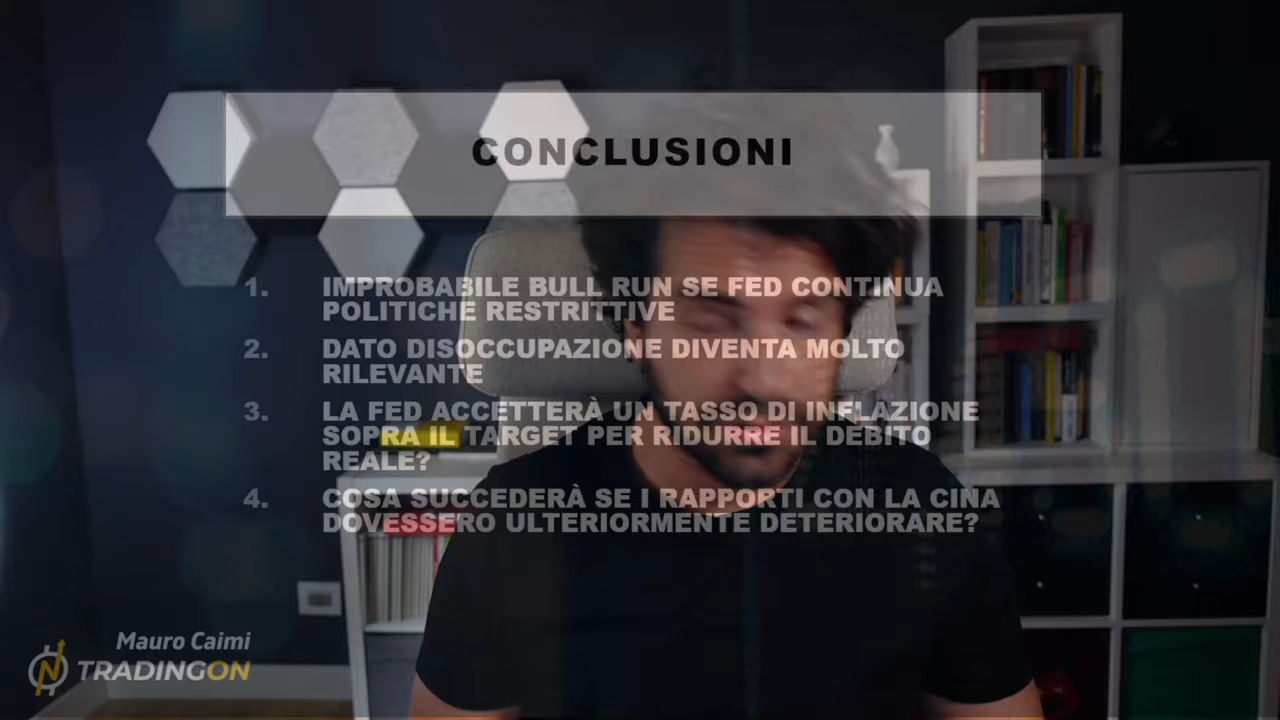 CONCLUSIONI
1. IMPROBABILE BULL RUN SE FED CONTINUA
POLITICHE RESTRITTIVE
2. DATO DISOCCUPAZIONE DIVENTA MOLTO
RILEVANTE
3. LA FED ACCETTERÀ UN TASSO DI INFLAZIONE
SOPRA IL TARGET PER RIDURRE IL DEBITO
REALE?
4. COSA SUCCEDERÀ SE I RAPPORTI CON LA CINA
DOVESSERO ULTERIORMENTE DETERIORARE?
Mauro Caimi
TRADINGON